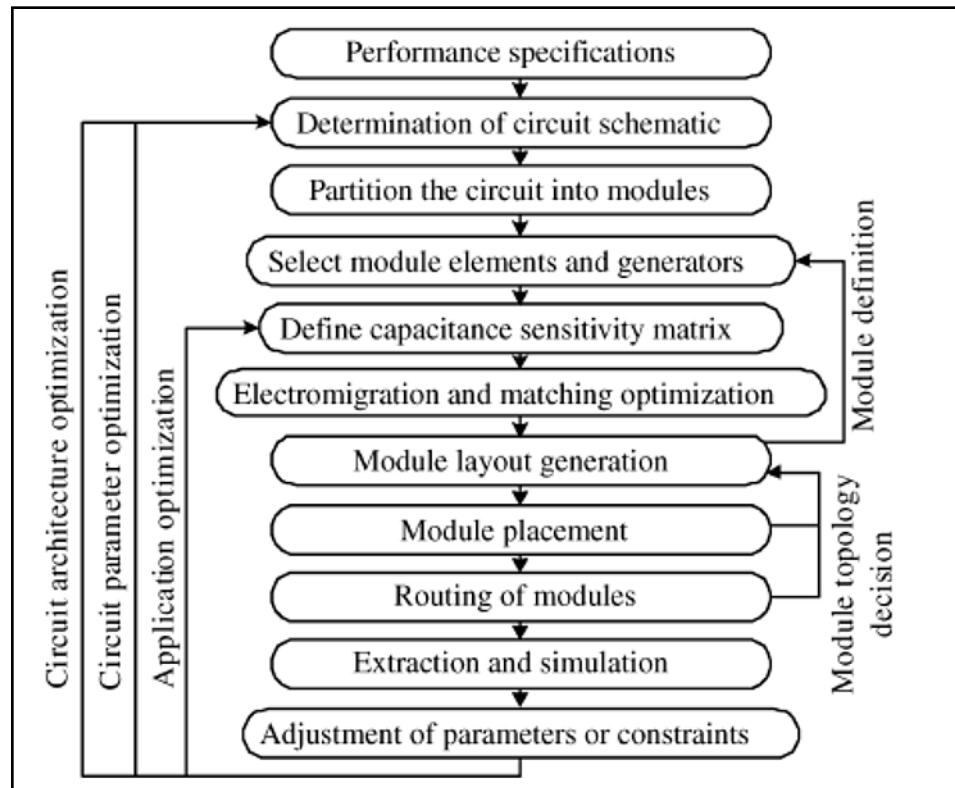 Performance specifications
Determination of circuit schematic
Partition the circuit into modules
Select module elements and generators
Define capacitance sensitivity matrix
Electromigration and matching optimization
Module layout generation
Module placement
Routing of modules
Extraction and simulation
Adjustment of parameters or constraints
Circuit architecture optimization
Circuit parameter optimization
Application optimization
Module definition
Module topology
decision